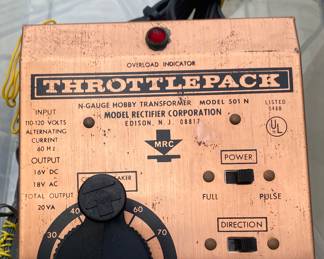 OVERLOAD INDICATOR
THROTTLEPACK
N-GAUGE HOBBY TRANSFORMER MODEL 501 N
MODEL RECTIFIER CORPORATION
EDISON, N.J. 08817
INPUT
110-120 VOLTS
ALTERNATING
CURRENT
60 Hz
OUTPUT
16V DC
18V AC
TOTAL OUTPUT
20 VA
LISTED
548B
UL
MRC
POWER
FULL
PULSE
DIRECTION
30
40
60
70